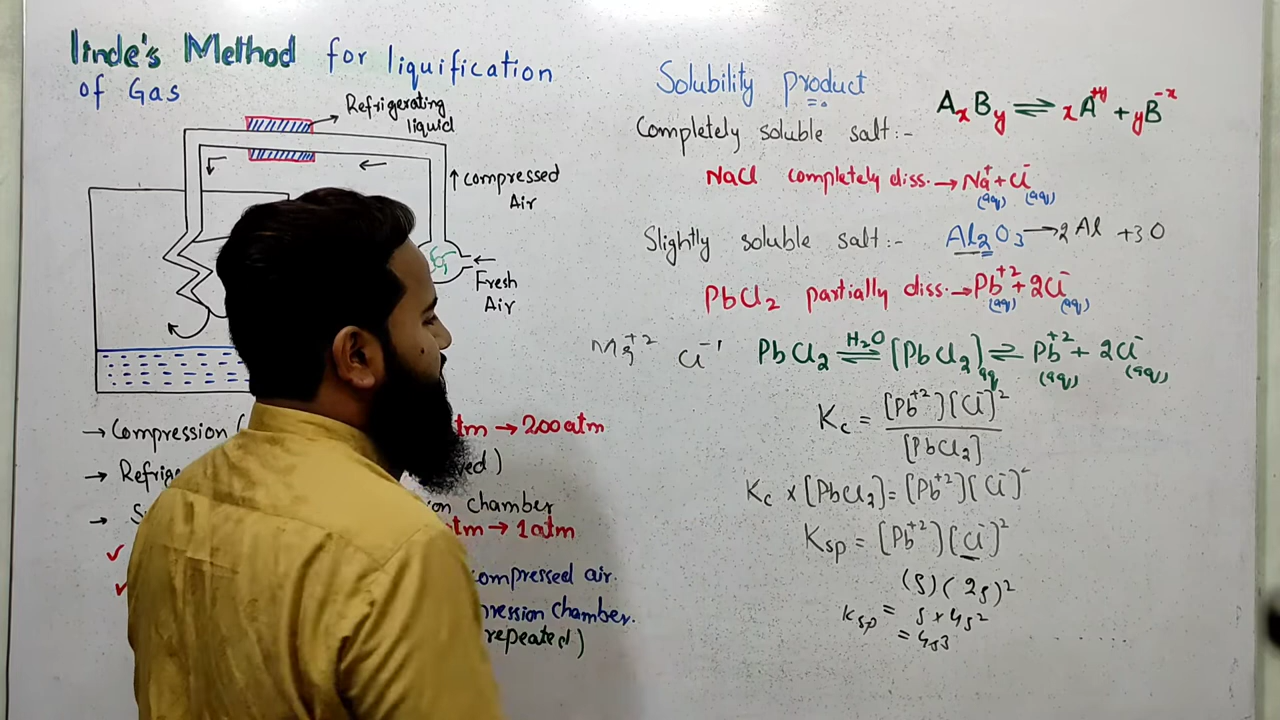 linde's Method for liquification
of Gas
Refrigerating
liquid
↑ Compressed
Air
Fresh
Air
→ Compression (
tm → 200 atm
→ Refrig
ved )
→ S
on chamber
tm → 1 atm
✓
ompressed air.
✓
ression chamber.
repeated )
Solubility product
AxBy ⇌ xA⁺ʸ + yB⁻ˣ
Completely soluble salt :-
NaCl completely diss. → Na⁺(aq) + Cl⁻(aq)
Slightly soluble salt :- Al₂O₃ → 2Al + 3O
PbCl₂ partially diss. → Pb⁺²(aq) + 2Cl⁻(aq)
Mg⁺² Cl⁻¹
PbCl₂ ⇌ H₂O [PbCl₂]aq ⇌ Pb⁺²(aq) + 2Cl⁻(aq)
Kc = [Pb⁺²][Cl⁻]² / [PbCl₂]
Kc × [PbCl₂] = [Pb⁺²][Cl⁻]²
Ksp = [Pb⁺²][Cl⁻]²
(s)(2s)²
Ksp = s × 4s²
= 4s3